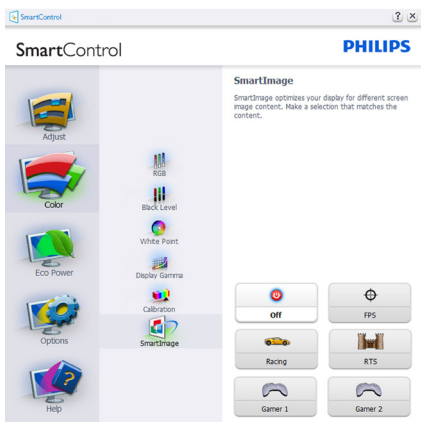 SmartControl
SmartControl
PHILIPS
Adjust
Color
Eco Power
Options
Help
RGB
Black Level
White Point
Display Gamma
Calibration
SmartImage
SmartImage
SmartImage optimizes your display for different screen
image content. Make a selection that matches the
content.
Off
FPS
Racing
RTS
Gamer 1
Gamer 2